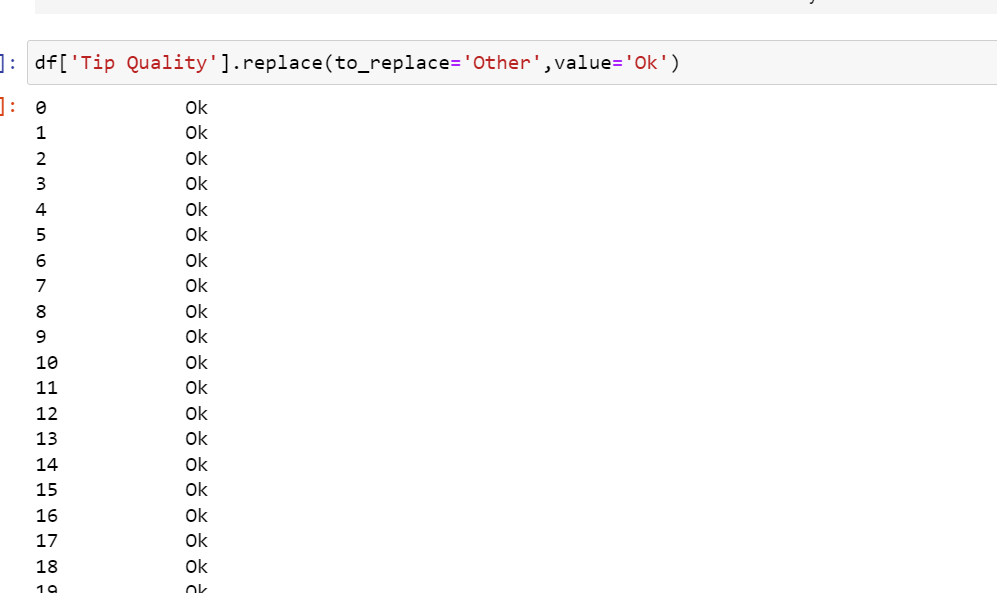 ]: df['Tip Quality'].replace(to_replace='Other',value='Ok')
]: 0 Ok
1 Ok
2 Ok
3 Ok
4 Ok
5 Ok
6 Ok
7 Ok
8 Ok
9 Ok
10 Ok
11 Ok
12 Ok
13 Ok
14 Ok
15 Ok
16 Ok
17 Ok
18 Ok
19 Ok